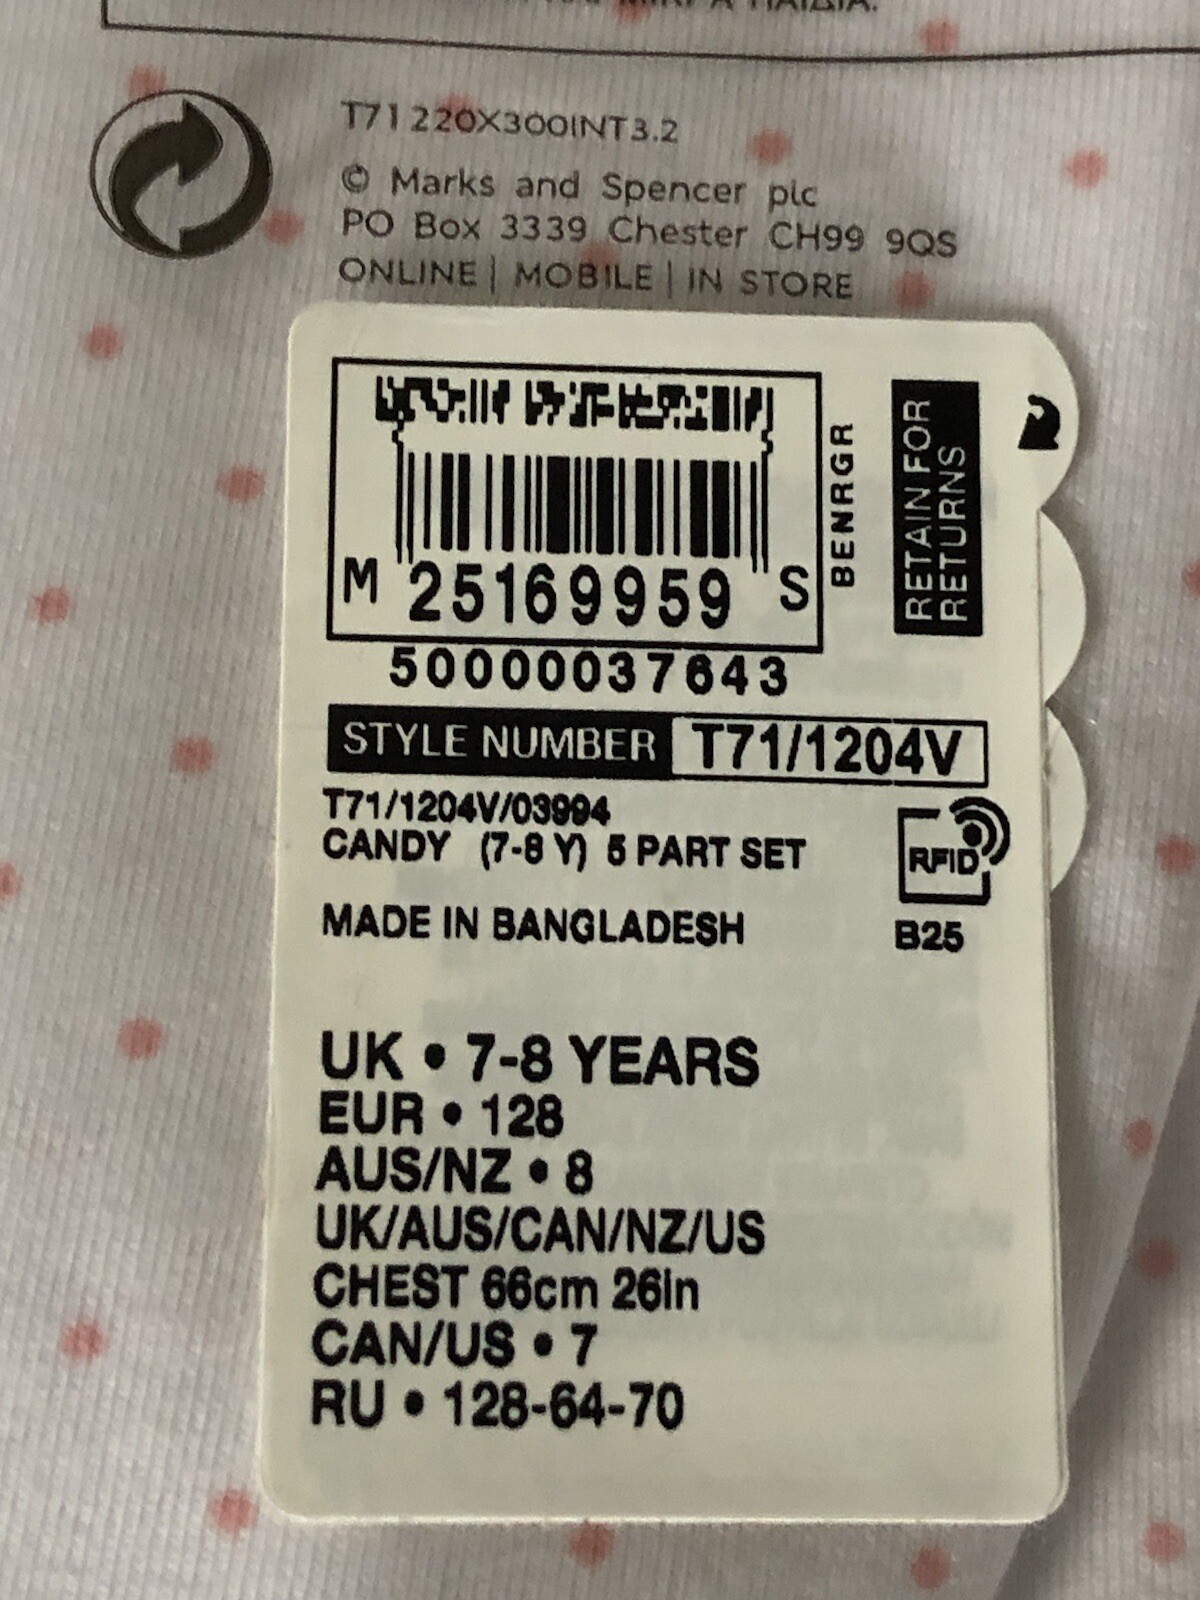 ΜΙΚΡΑ ΠΑΙΔΙΑ.
T71220X300INT3.2
© Marks and Spencer plc
PO Box 3339 Chester CH99 9QS
ONLINE | MOBILE | IN STORE
M 25169959 S
BENRGR
RETAIN FOR
RETURNS
50000037643
STYLE NUMBER T71/1204V
T71/1204V/03994
CANDY (7-8 Y) 5 PART SET
RFID
MADE IN BANGLADESH
B25
UK • 7-8 YEARS
EUR • 128
AUS/NZ • 8
UK/AUS/CAN/NZ/US
CHEST 66cm 26in
CAN/US • 7
RU • 128-64-70